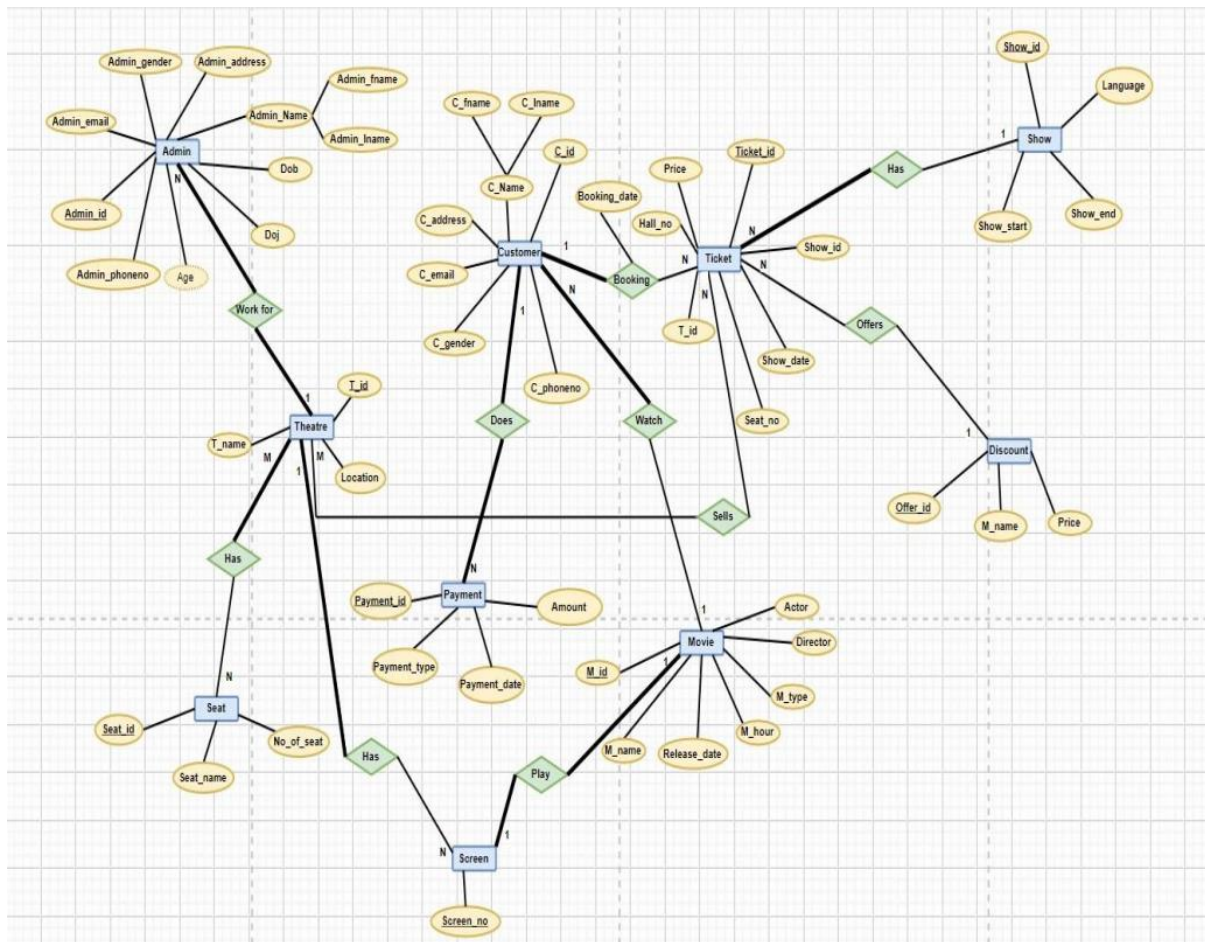 Show_id
Admin_gender
Admin_address
Admin_fname
Language
C_fname
C_lname
Admin_email
Admin_Name
Admin_lname
1
Show
Admin
C_id
Ticket_id
Price
Has
Dob
N
C_Name
Booking_date
Admin_id
C_address
Hall_no
Show_start
Show_end
Doj
N
Show_id
Customer
1
Ticket
N
N
Admin_phoneno
Age
C_email
N
Booking
N
Work for
1
T_id
Offers
C_gender
Show_date
C_phoneno
T_id
1
Does
Watch
Seat_no
Theatre
T_name
1
M
M
Discount
1
Location
Offer_id
M_name
Price
Sells
Has
N
Payment_id
Payment
Amount
Actor
1
Movie
Director
Payment_type
Payment_date
M_id
1
N
M_type
Seat
Seat_id
No_of_seat
M_hour
M_name
Release_date
Seat_name
Has
Play
1
N
Screen
Screen_no